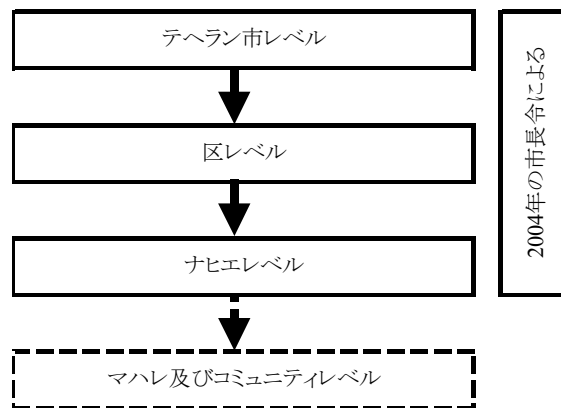 テヘラン市レベル
区レベル
ナヒエレベル
マハレ及びコミュニティレベル
2004年の市長令による